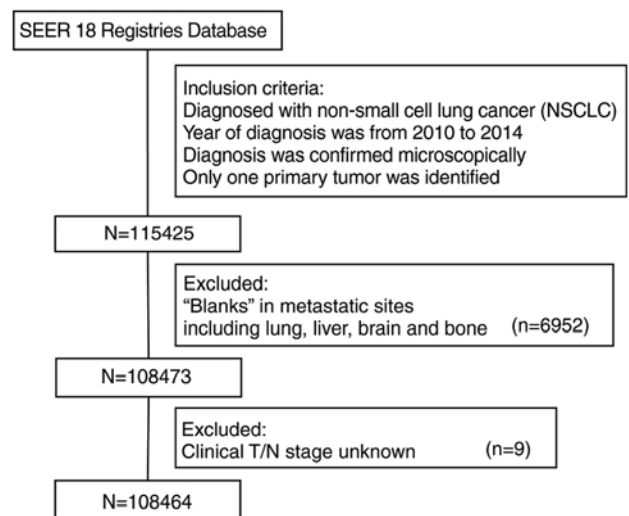 SEER 18 Registries Database
Inclusion criteria:
Diagnosed with non-small cell lung cancer (NSCLC)
Year of diagnosis was from 2010 to 2014
Diagnosis was confirmed microscopically
Only one primary tumor was identified
N=115425
Excluded:
“Blanks” in metastatic sites
including lung, liver, brain and bone (n=6952)
N=108473
Excluded:
Clinical T/N stage unknown (n=9)
N=108464